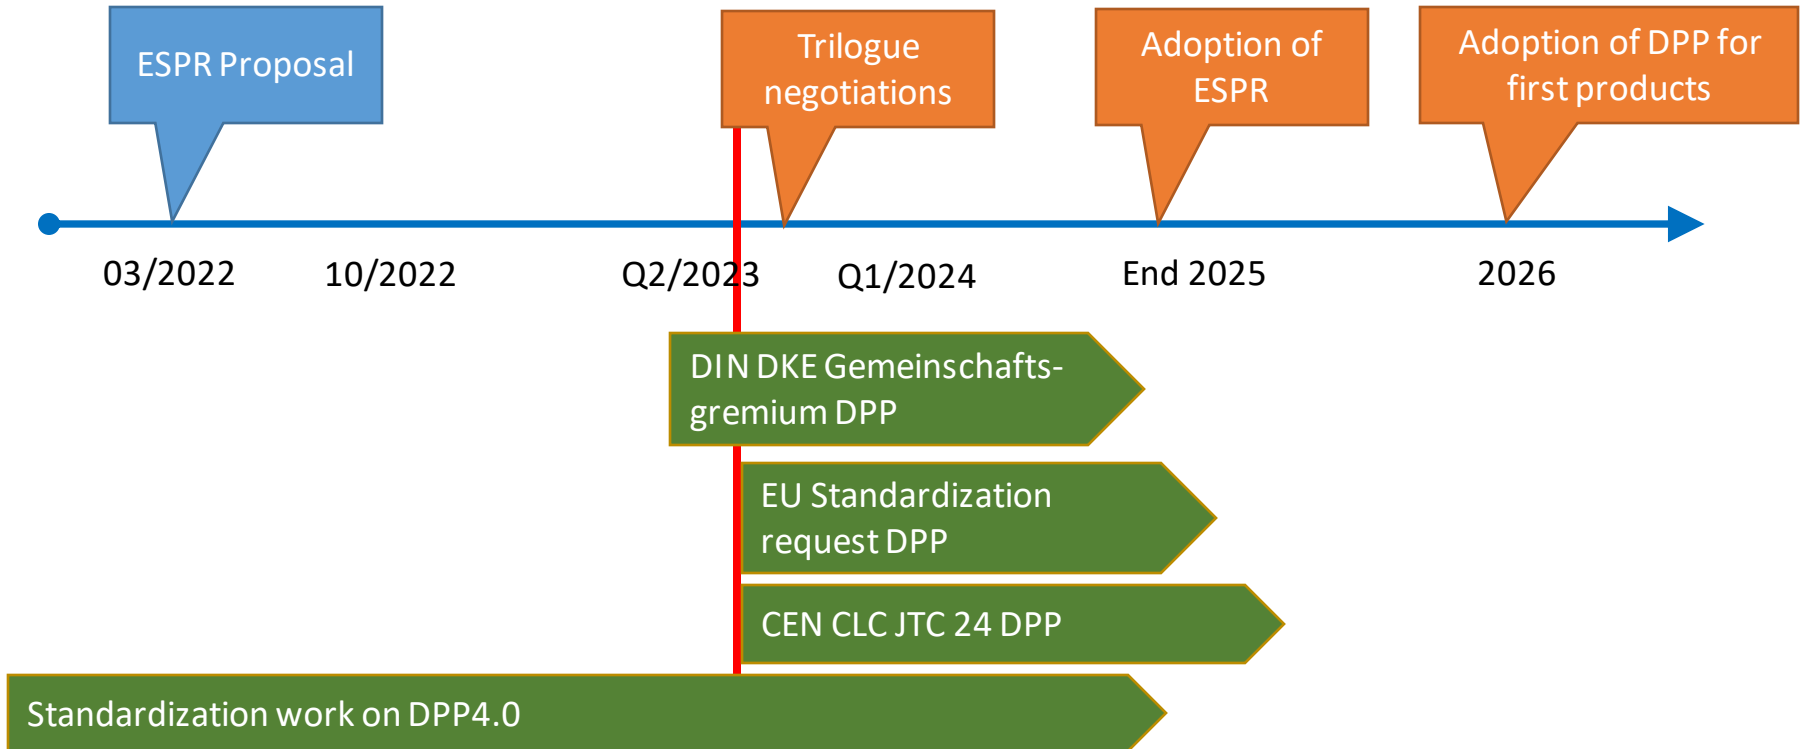 ESPR Proposal
Trilogue
negotiations
Adoption of
ESPR
Adoption of DPP for
first products
03/2022
10/2022
Q2/2023
Q1/2024
End 2025
2026
DIN DKE Gemeinschafts-
gremium DPP
EU Standardization
request DPP
CEN CLC JTC 24 DPP
Standardization work on DPP4.0